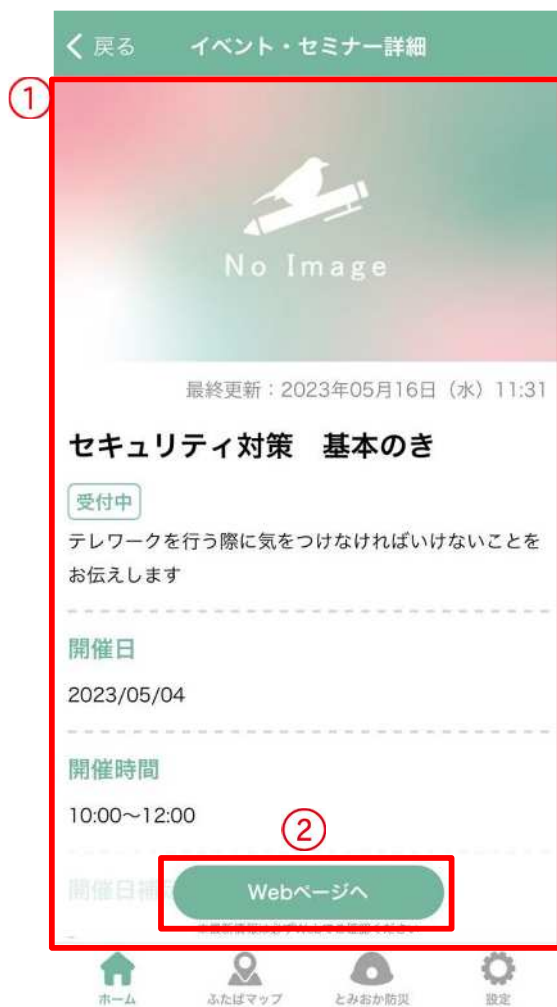 戻る イベント・セミナー詳細
①
No Image
最終更新：2023年05月16日（水）11:31
セキュリティ対策　基本のき
受付中
テレワークを行う際に気をつけなければいけないことを
お伝えします
開催日
2023/05/04
開催時間
10:00〜12:00
②
開催日補
Webページへ
ホーム ふたばマップ とみおか防災 設定